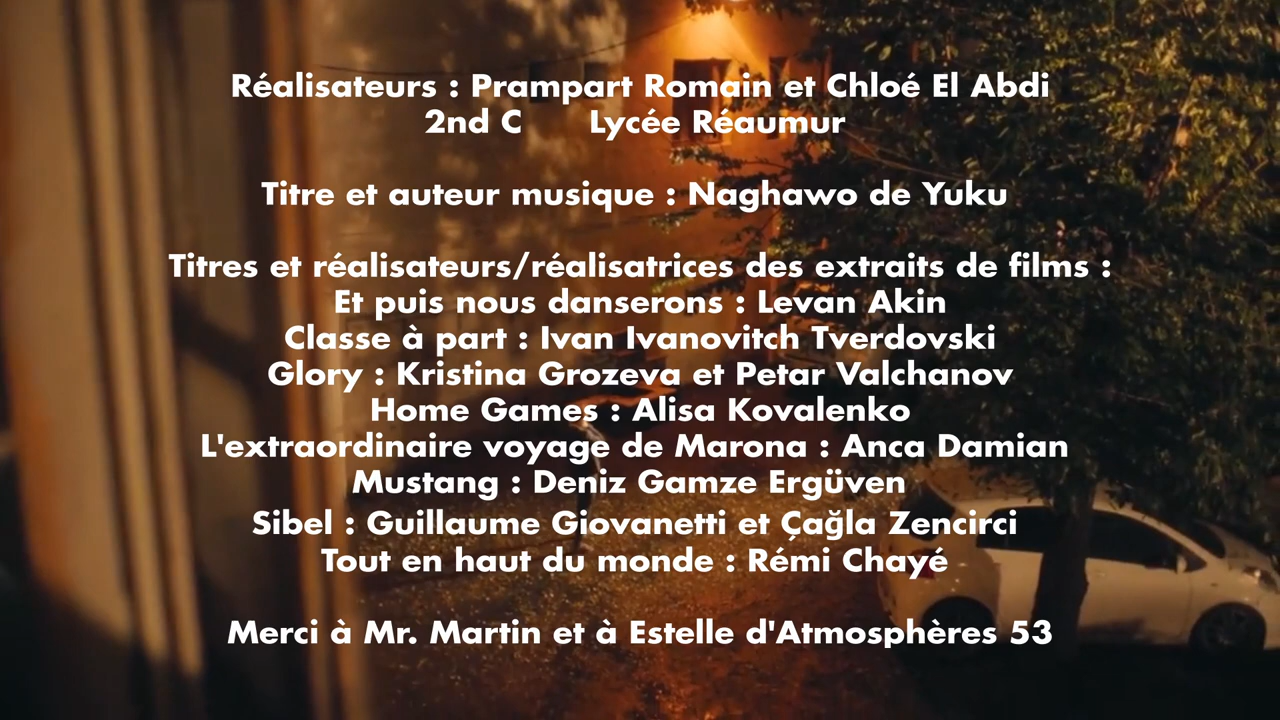 Réalisateurs : Prampart Romain et Chloé El Abdi
2nd C Lycée Réaumur
Titre et auteur musique : Naghawo de Yuku
Titres et réalisateurs/réalisatrices des extraits de films :
Et puis nous danserons : Levan Akin
Classe à part : Ivan Ivanovitch Tverdovski
Glory : Kristina Grozeva et Petar Valchanov
Home Games : Alisa Kovalenko
L'extraordinaire voyage de Marona : Anca Damian
Mustang : Deniz Gamze Ergüven
Sibel : Guillaume Giovanetti et Çağla Zencirci
Tout en haut du monde : Rémi Chayé
Merci à Mr. Martin et à Estelle d'Atmosphères 53